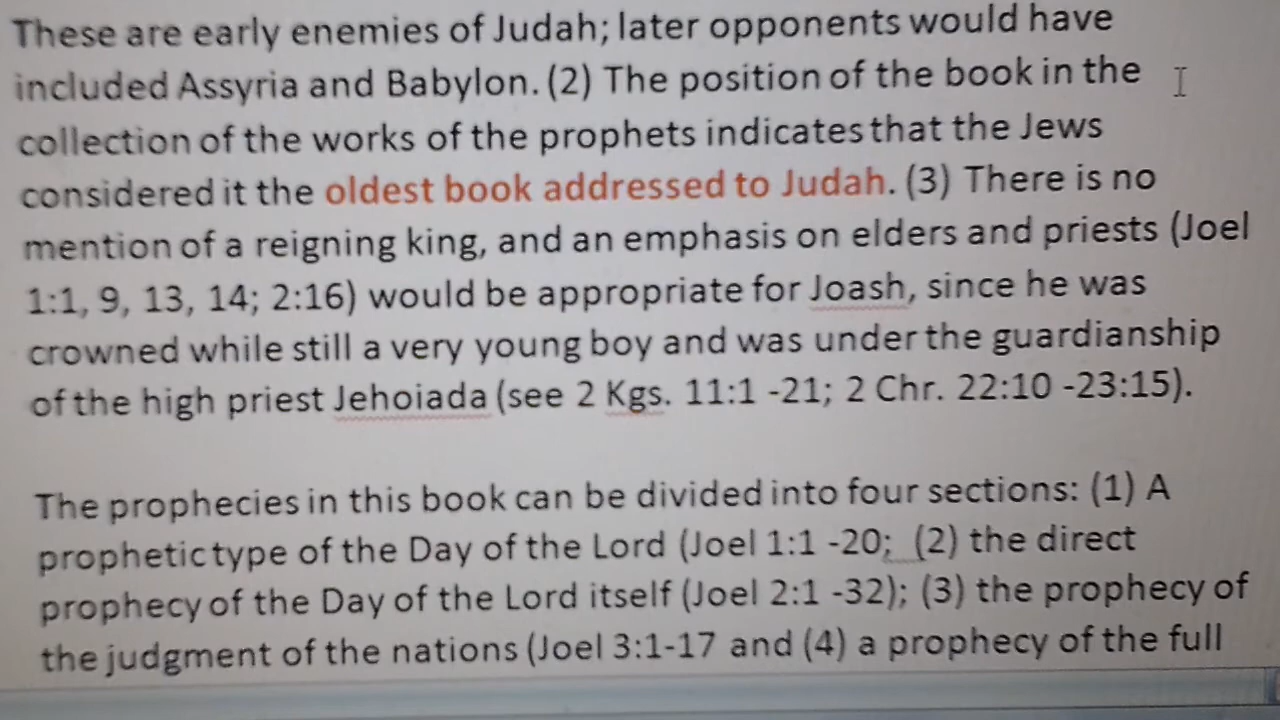 These are early enemies of Judah; later opponents would have
included Assyria and Babylon. (2) The position of the book in the
collection of the works of the prophets indicates that the Jews
considered it the oldest book addressed to Judah. (3) There is no
mention of a reigning king, and an emphasis on elders and priests (Joel
1:1, 9, 13, 14; 2:16) would be appropriate for Joash, since he was
crowned while still a very young boy and was under the guardianship
of the high priest Jehoiada (see 2 Kgs. 11:1 -21; 2 Chr. 22:10 -23:15).
The prophecies in this book can be divided into four sections: (1) A
prophetic type of the Day of the Lord (Joel 1:1 -20;  (2) the direct
prophecy of the Day of the Lord itself (Joel 2:1 -32); (3) the prophecy of
the judgment of the nations (Joel 3:1-17 and (4) a prophecy of the full